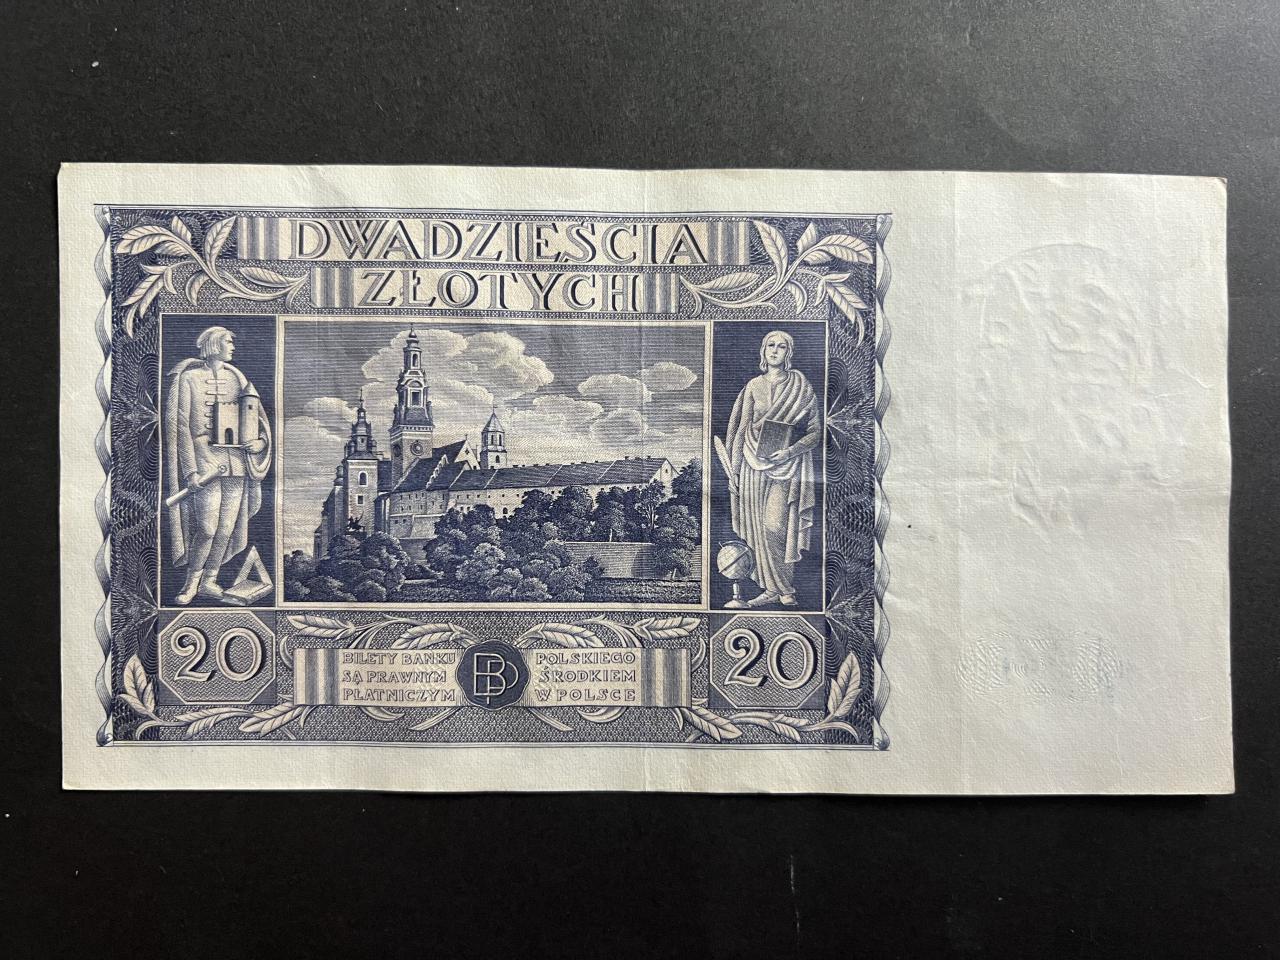 DWADZIEŚCIA
ZŁOTYCH
20
BILETY BANKU BP POLSKIEGO
SĄ PRAWNYM ŚRODKIEM
PŁATNICZYM W POLSCE
20